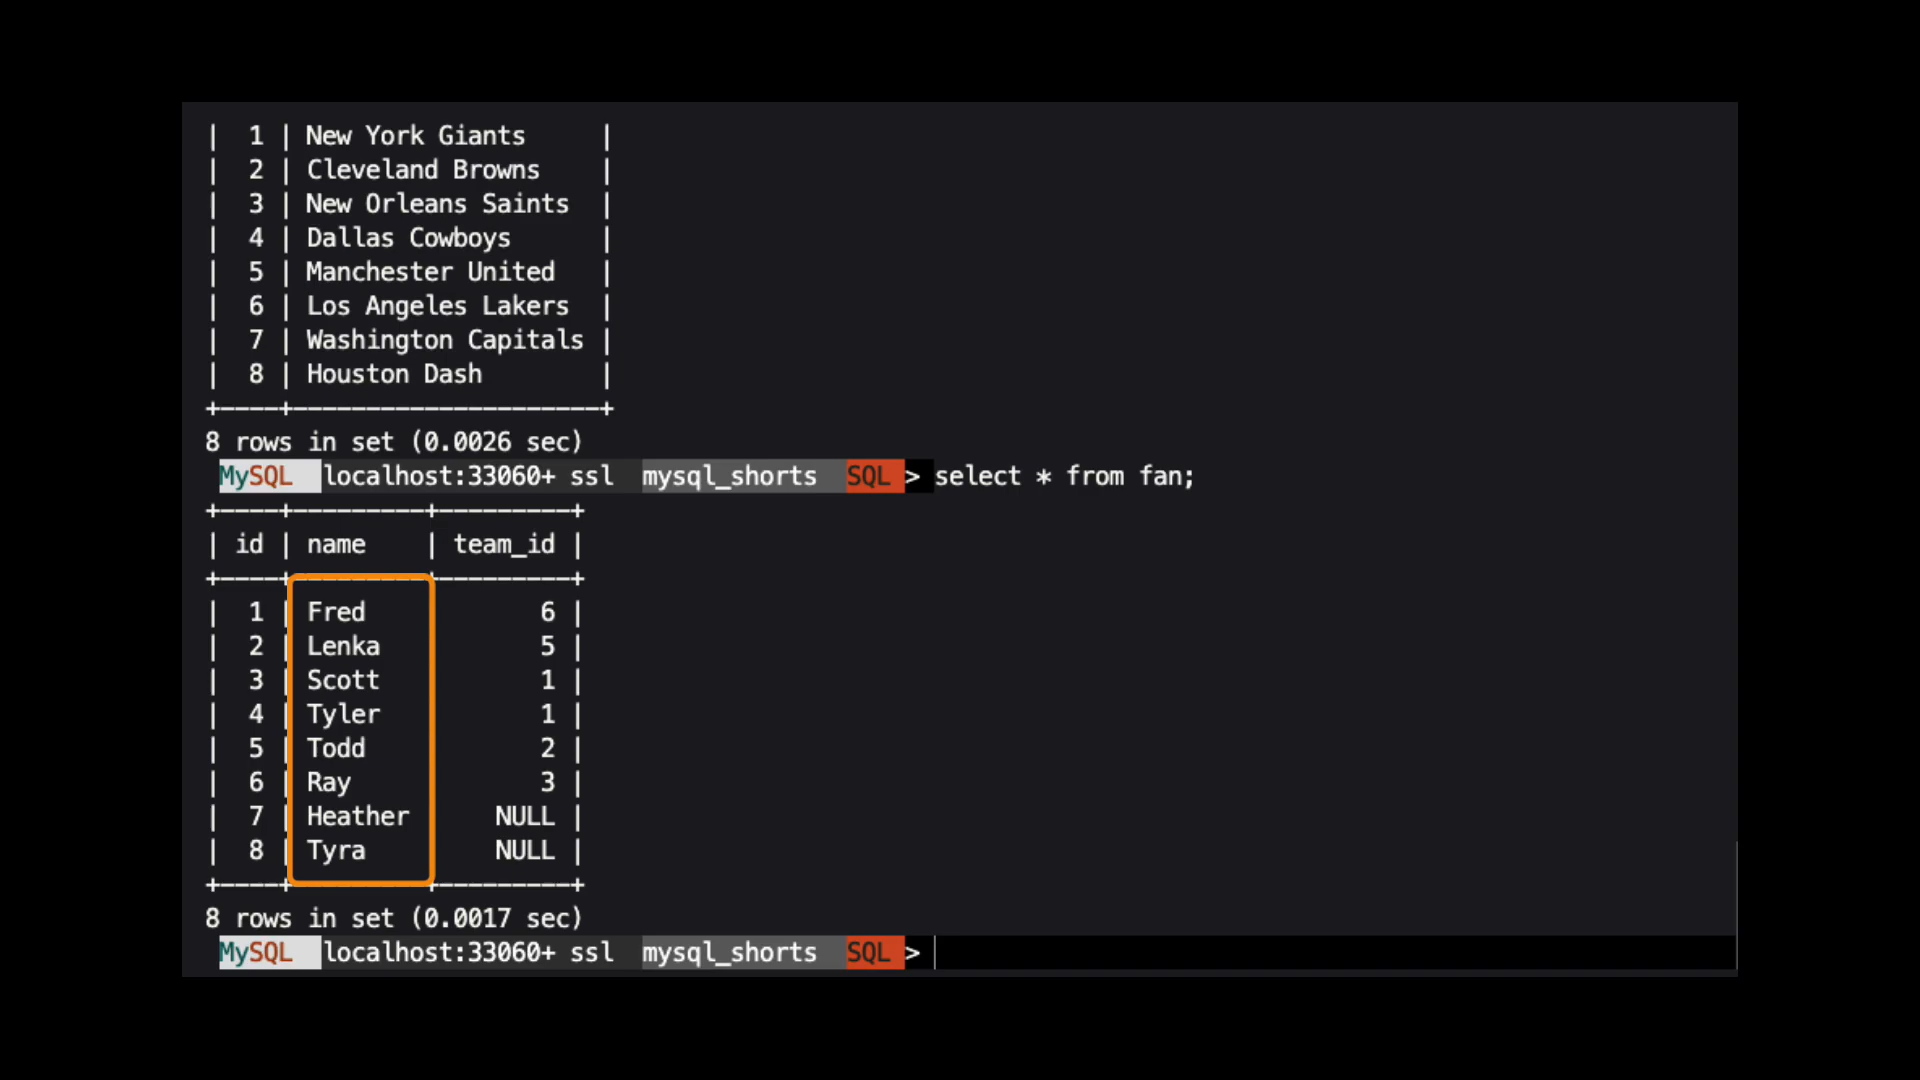 |  1 | New York Giants     |
|  2 | Cleveland Browns    |
|  3 | New Orleans Saints  |
|  4 | Dallas Cowboys      |
|  5 | Manchester United   |
|  6 | Los Angeles Lakers  |
|  7 | Washington Capitals |
|  8 | Houston Dash        |
+----+---------------------+
8 rows in set (0.0026 sec)
MySQL localhost:33060+ ssl mysql_shorts SQL > select * from fan;
+----+---------+---------+
| id | name    | team_id |
+----+---------+---------+
|  1 | Fred    |       6 |
|  2 | Lenka   |       5 |
|  3 | Scott   |       1 |
|  4 | Tyler   |       1 |
|  5 | Todd    |       2 |
|  6 | Ray     |       3 |
|  7 | Heather |    NULL |
|  8 | Tyra    |    NULL |
+----+---------+---------+
8 rows in set (0.0017 sec)
MySQL localhost:33060+ ssl mysql_shorts SQL >